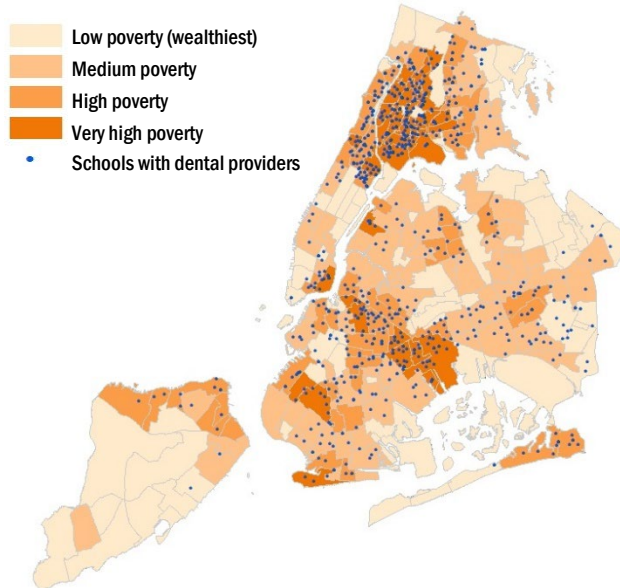 Low poverty (wealthiest)
Medium poverty
High poverty
Very high poverty
Schools with dental providers